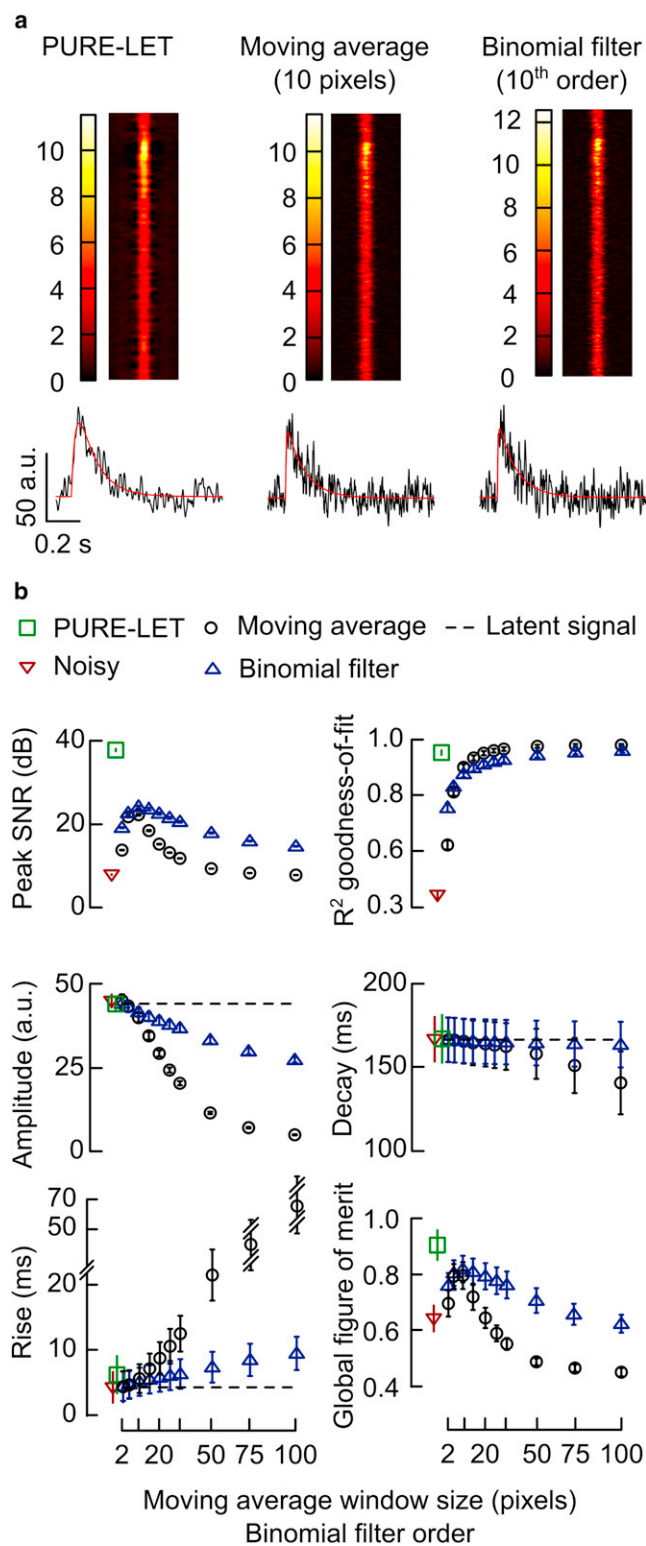 a
PURE-LET
Moving average
(10 pixels)
Binomial filter
(10th order)
10
8
6
4
2
0
10
8
6
4
2
0
12
10
8
6
4
2
0
50 a.u.
0.2 s
b
PURE-LET
Moving average
Latent signal
Noisy
Binomial filter
Peak SNR (dB)
40
20
0
R2 goodness-of-fit
1.0
0.8
0.6
0.3
Amplitude (a.u.)
50
25
0
Decay (ms)
200
150
100
Rise (ms)
70
50
20
10
0
Global figure of merit
1.0
0.8
0.6
0.4
2 20 50 75 100
2 20 50 75 100
Moving average window size (pixels)
Binomial filter order